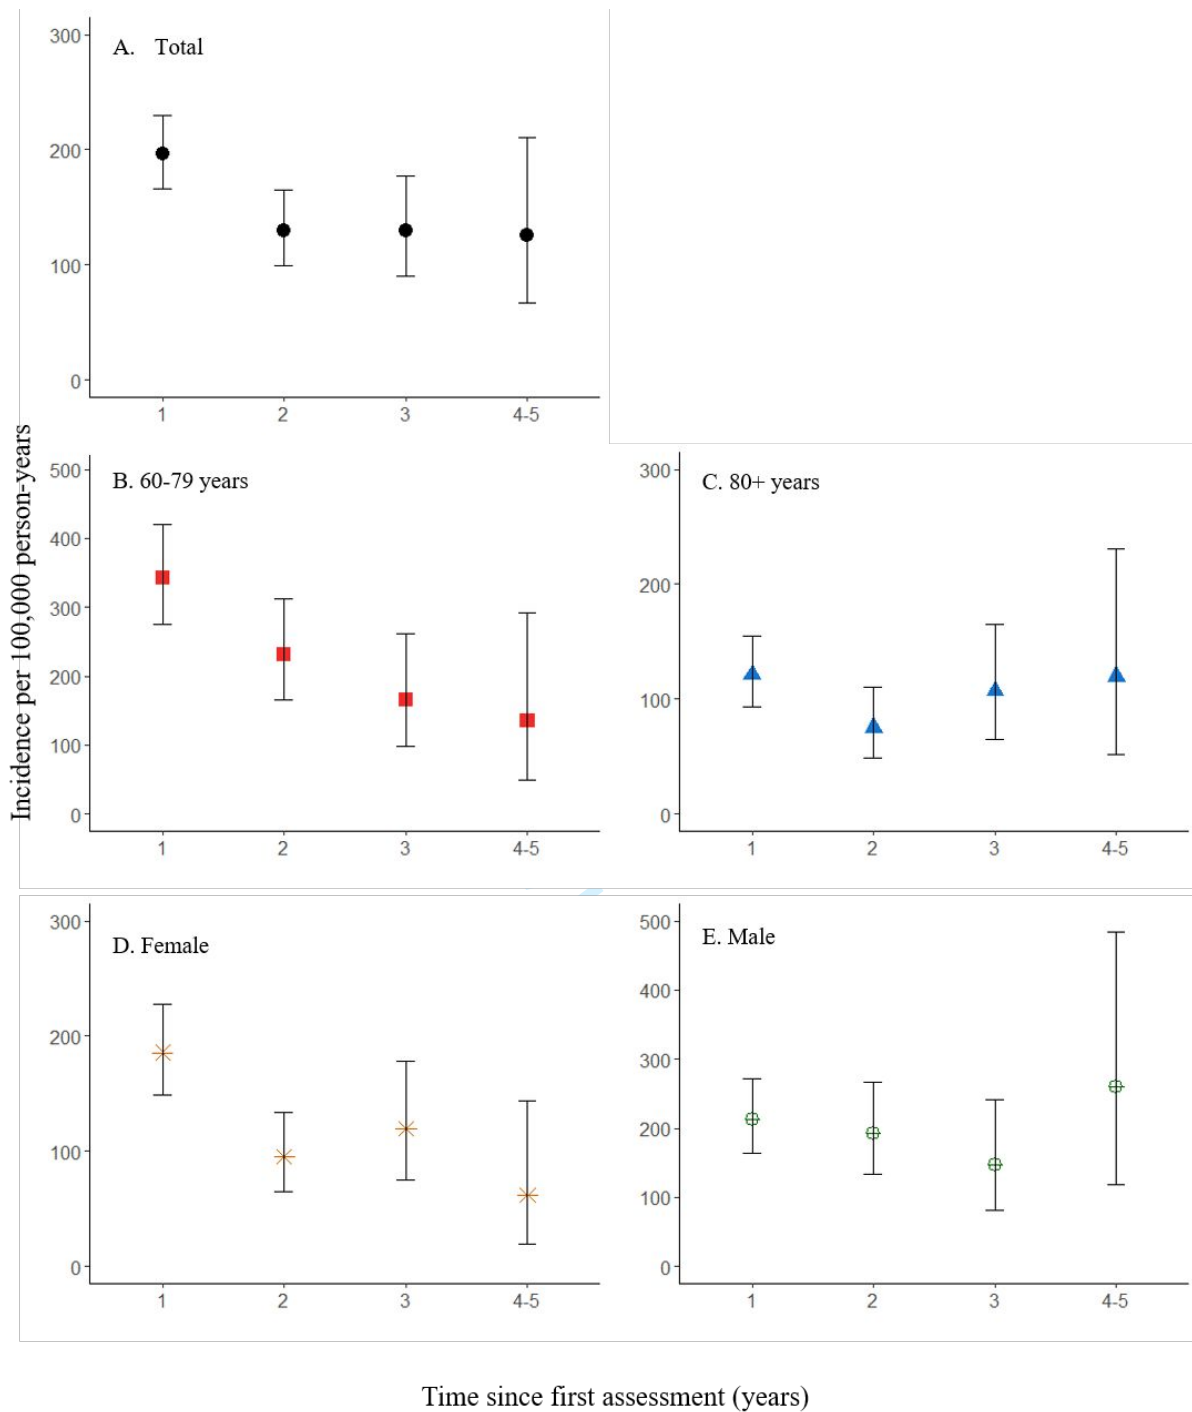 A. Total
300
200
100
0
1 2 3 4-5
Incidence per 100,000 person-years
B. 60-79 years
500
400
300
200
100
0
1 2 3 4-5
C. 80+ years
300
200
100
0
1 2 3 4-5
D. Female
300
200
100
0
1 2 3 4-5
E. Male
500
400
300
200
100
0
1 2 3 4-5
Time since first assessment (years)